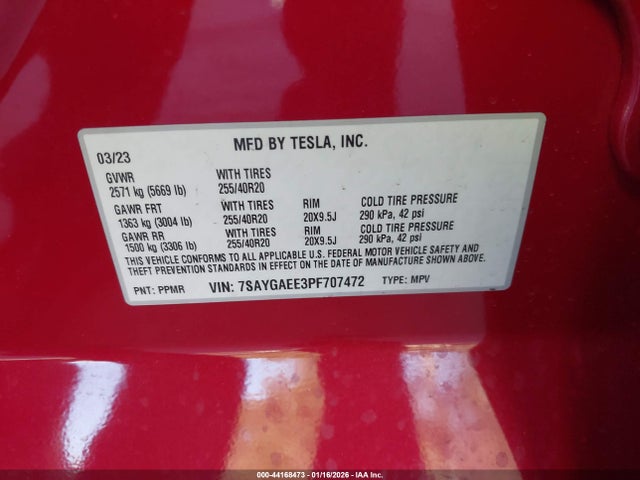 MFD BY TESLA, INC.
03/23
GVWR WITH TIRES
2571 kg (5669 lb) 255/40R20
GAWR FRT WITH TIRES RIM COLD TIRE PRESSURE
1363 kg (3004 lb) 255/40R20 20X9.5J 290 kPa, 42 psi
GAWR RR WITH TIRES RIM COLD TIRE PRESSURE
1500 kg (3306 lb) 255/40R20 20X9.5J 290 kPa, 42 psi
THIS VEHICLE CONFORMS TO ALL APPLICABLE U.S. FEDERAL MOTOR VEHICLE SAFETY AND
THEFT PREVENTION STANDARDS IN EFFECT ON THE DATE OF MANUFACTURE SHOWN ABOVE.
PNT: PPMR VIN: 7SAYGAEE3PF707472 TYPE: MPV
000-44168473 | 01/16/2026 | IAA Inc.